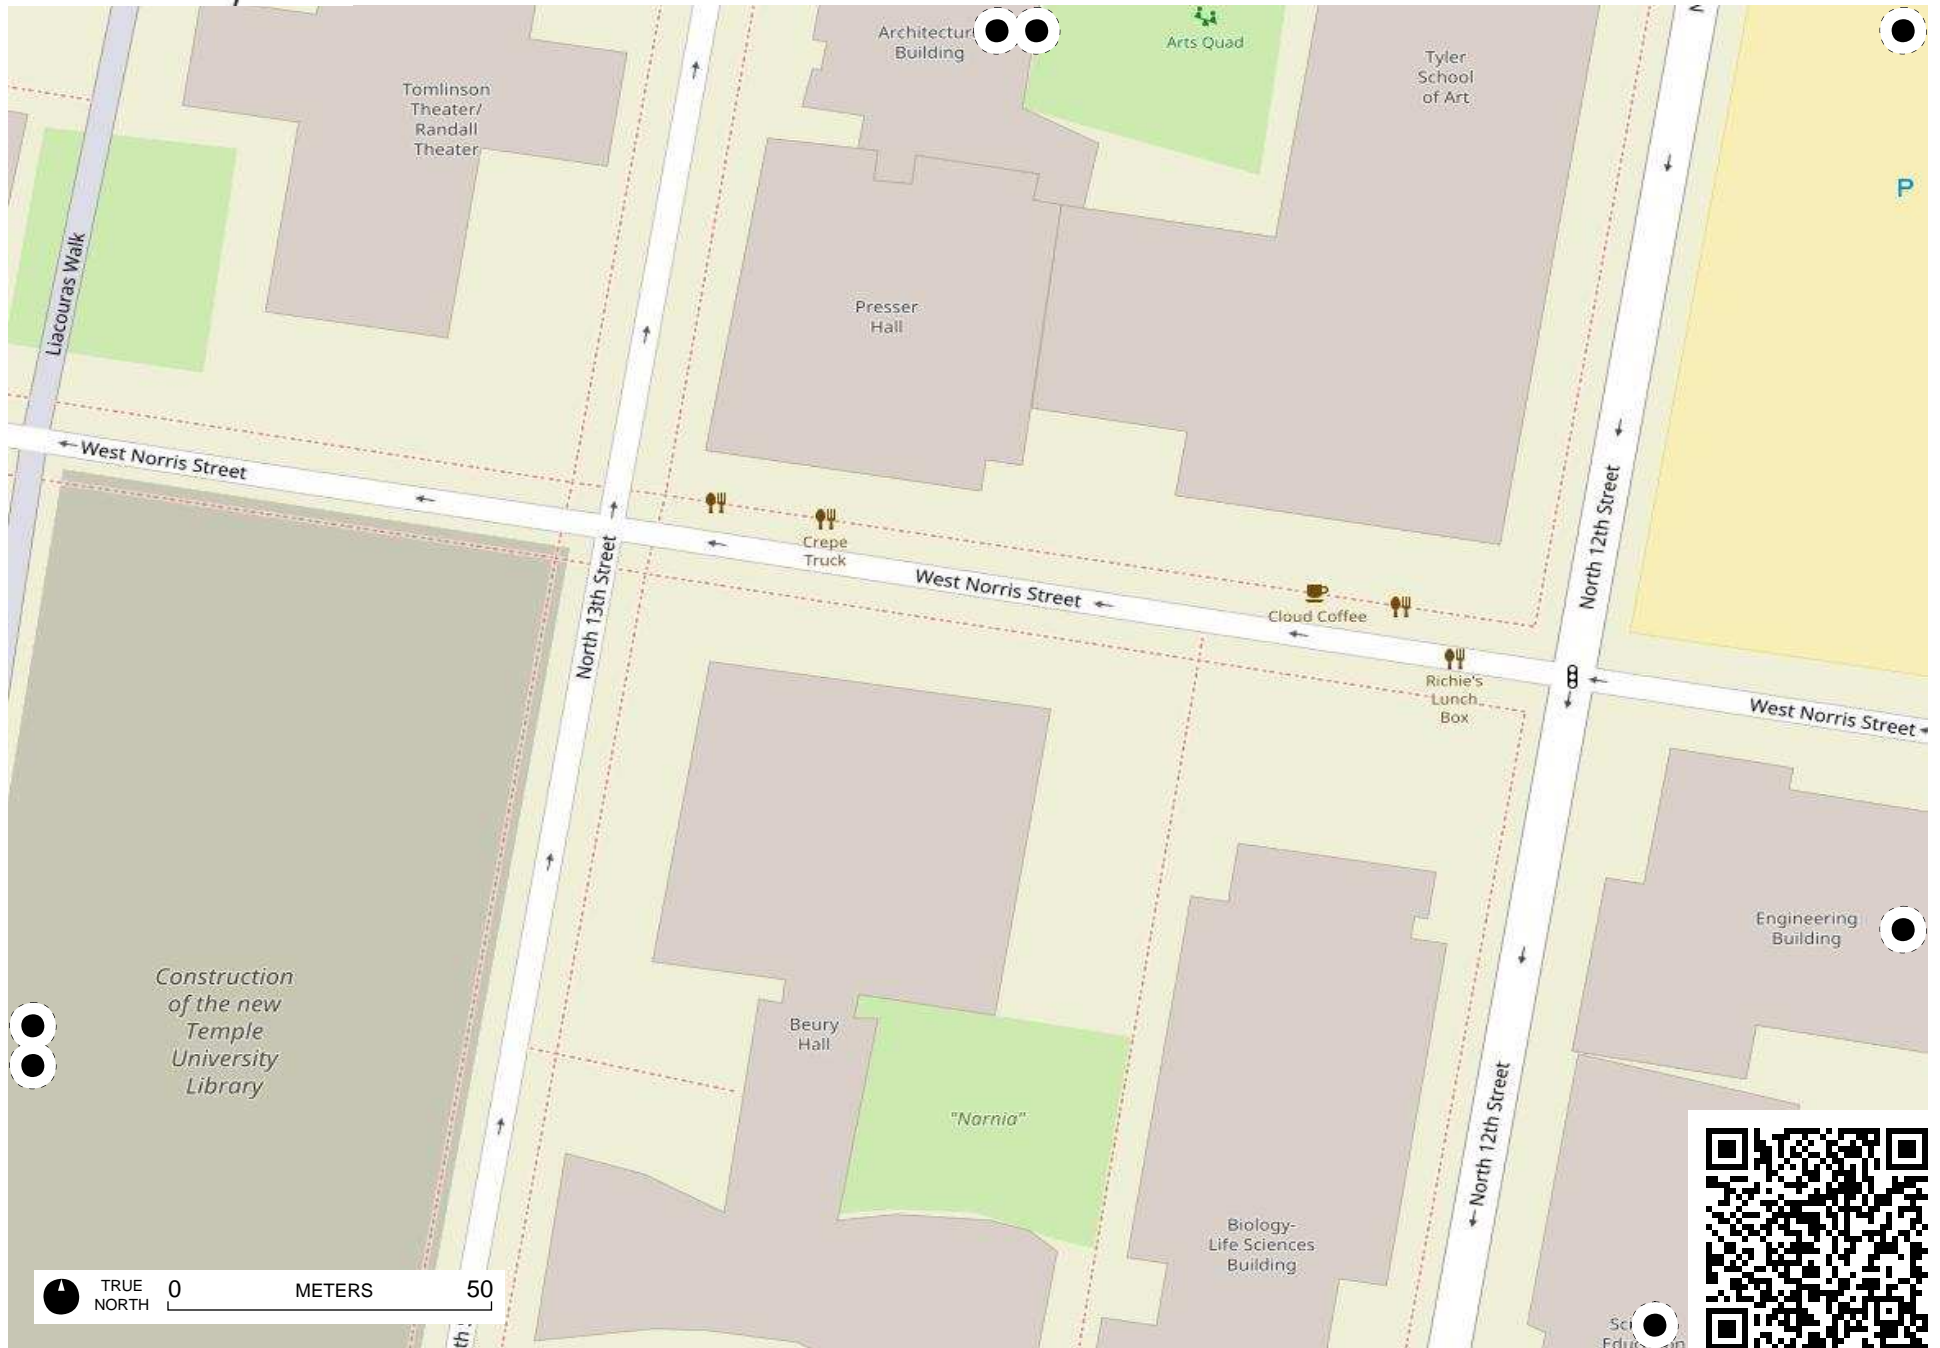 Architectur
Building
Arts Quad
Tyler
School
of Art
Tomlinson
Theater/
Randall
Theater
P
Liacouras Walk
Presser
Hall
West Norris Street
North 12th Street
Crepe
Truck
North 13th Street
West Norris Street
Cloud Coffee
Richie's
Lunch
Box
West Norris Street
Engineering
Building
Construction
of the new
Temple
University
Library
Beury
Hall
"Narnia"
North 12th Street
Biology-
Life Sciences
Building
TRUE
NORTH
0 METERS 50